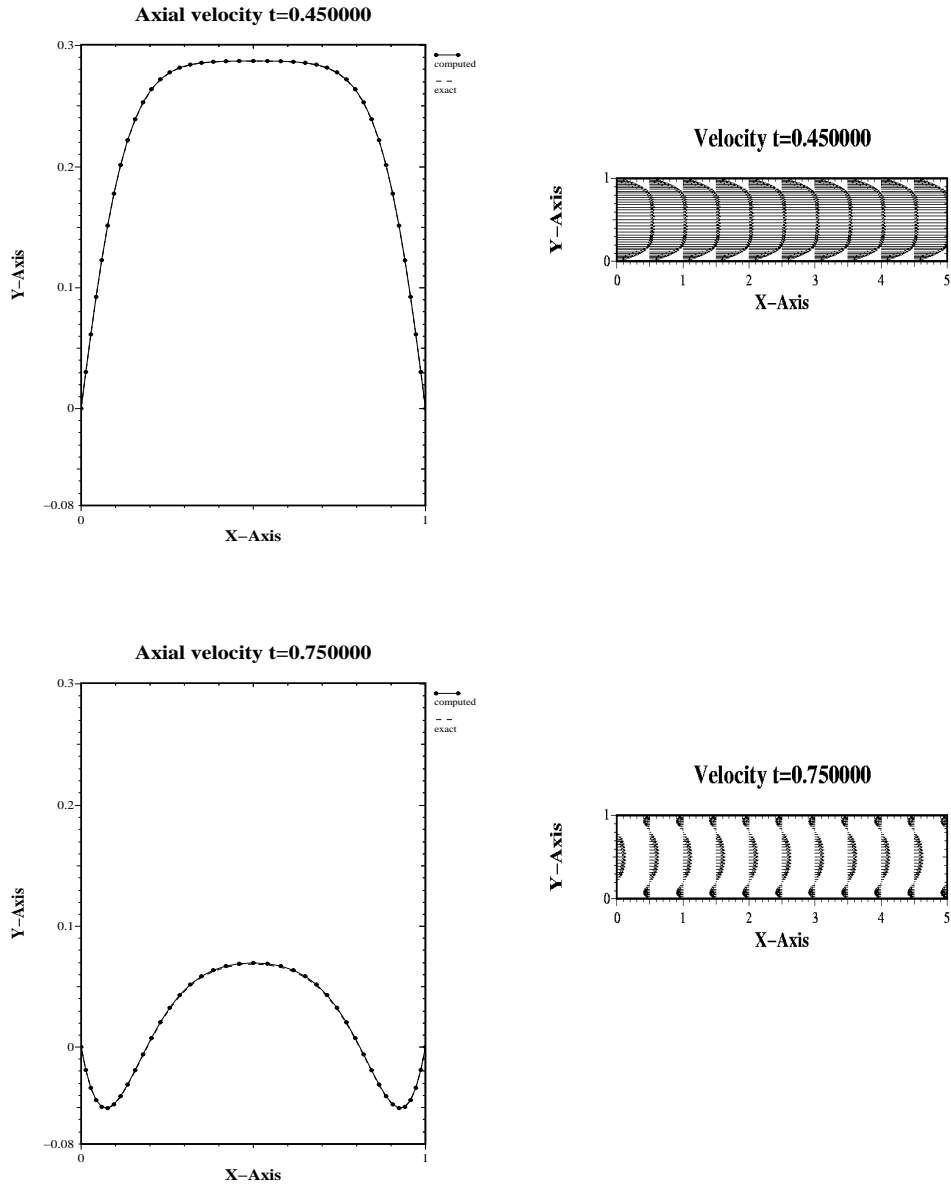 Axial velocity t=0.450000
0.3
0.2
0.1
0
−0.08
Y−Axis
0
1
X−Axis
computed
exact
Velocity t=0.450000
Y−Axis
1
0
0 1 2 3 4 5
X−Axis
Axial velocity t=0.750000
0.3
0.2
0.1
0
−0.08
Y−Axis
0
1
X−Axis
computed
exact
Velocity t=0.750000
Y−Axis
1
0
0 1 2 3 4 5
X−Axis